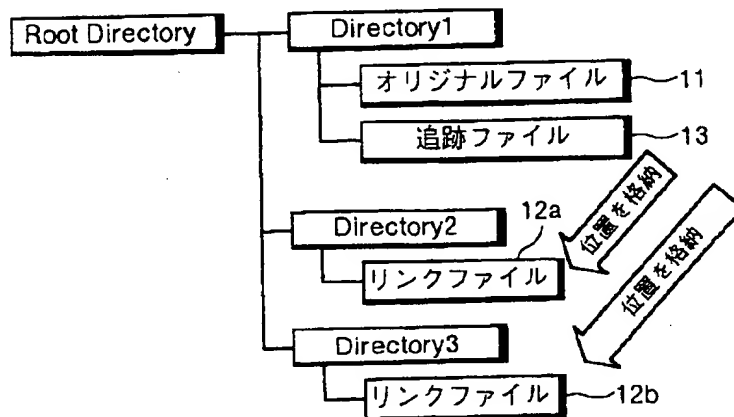 Root Directory
Directory1
オリジナルファイル
11
追跡ファイル
13
Directory2
12a
リンクファイル
位置を格納
位置を格納
Directory3
リンクファイル
12b